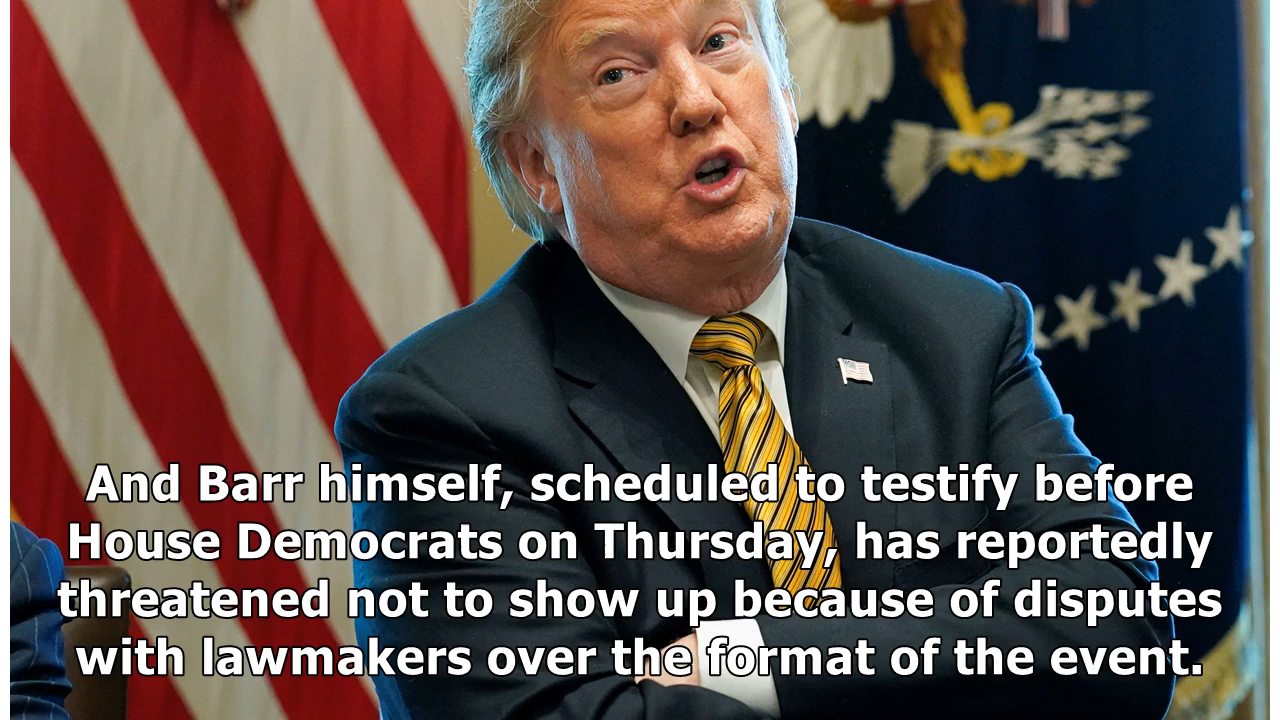 And Barr himself, scheduled to testify before
House Democrats on Thursday, has reportedly
threatened not to show up because of disputes
with lawmakers over the format of the event.